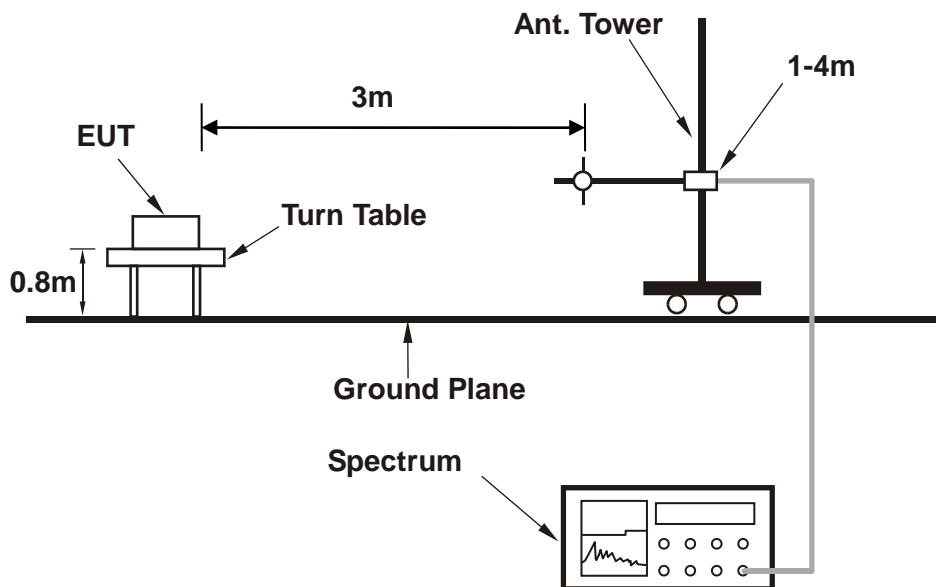 Ant. Tower
1-4m
3m
EUT
Turn Table
0.8m
Ground Plane
Spectrum